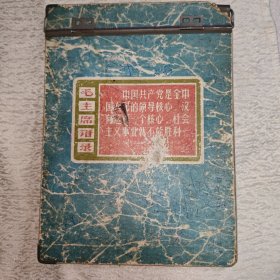 毛主席语录
中国共产党是全中
国人民的领导核心。没
有 一个核心，社会
主义事业就不能胜利。